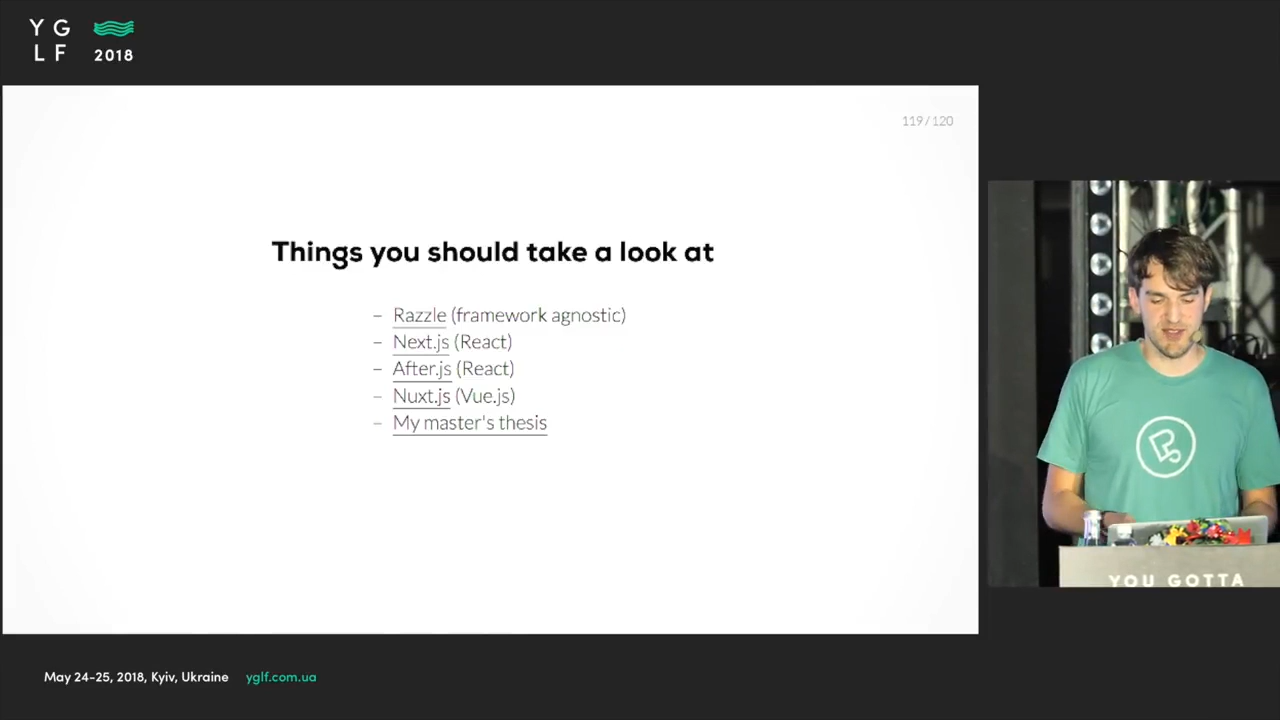 Y G
L F
2018
119 / 120
Things you should take a look at
– Razzle (framework agnostic)
– Next.js (React)
– After.js (React)
– Nuxt.js (Vue.js)
– My master's thesis
YOU GOTTA
May 24-25, 2018, Kyiv, Ukraine yglf.com.ua